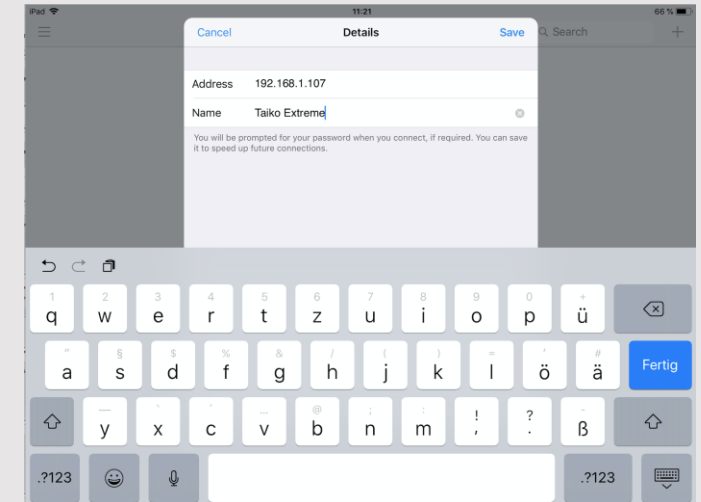 iPad 11:21 66 %
Cancel Details Save Search
Address 192.168.1.107
Name Taiko Extreme
You will be prompted for your password when you connect, if required. You can save
it to speed up future connections.
1 2 3 4 5 6 7 8 9 0 +
q w e r t z u i o p ü
" § $ % & / ( ) = ' #
a s d f g h j k l ö ä Fertig
— ` ' ... @ ; : ! ? -
y x c v b n m , . ß
.?123 .?123